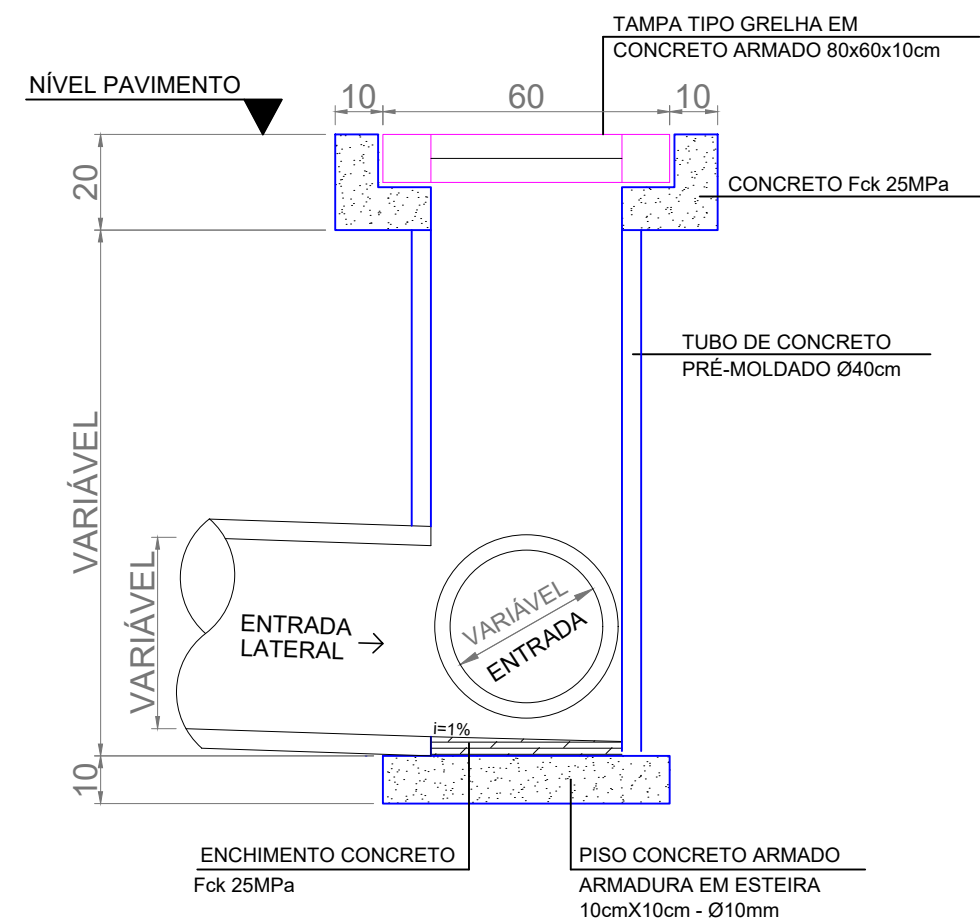 TAMPA TIPO GRELHA EM
CONCRETO ARMADO 80x60x10cm
NÍVEL PAVIMENTO
10
60
10
20
CONCRETO Fck 25MPa
TUBO DE CONCRETO
PRÉ-MOLDADO Ø40cm
VARIÁVEL
VARIÁVEL
ENTRADA
LATERAL
VARIÁVEL
ENTRADA
i=1%
10
ENCHIMENTO CONCRETO
Fck 25MPa
PISO CONCRETO ARMADO
ARMADURA EM ESTEIRA
10cmX10cm - Ø10mm